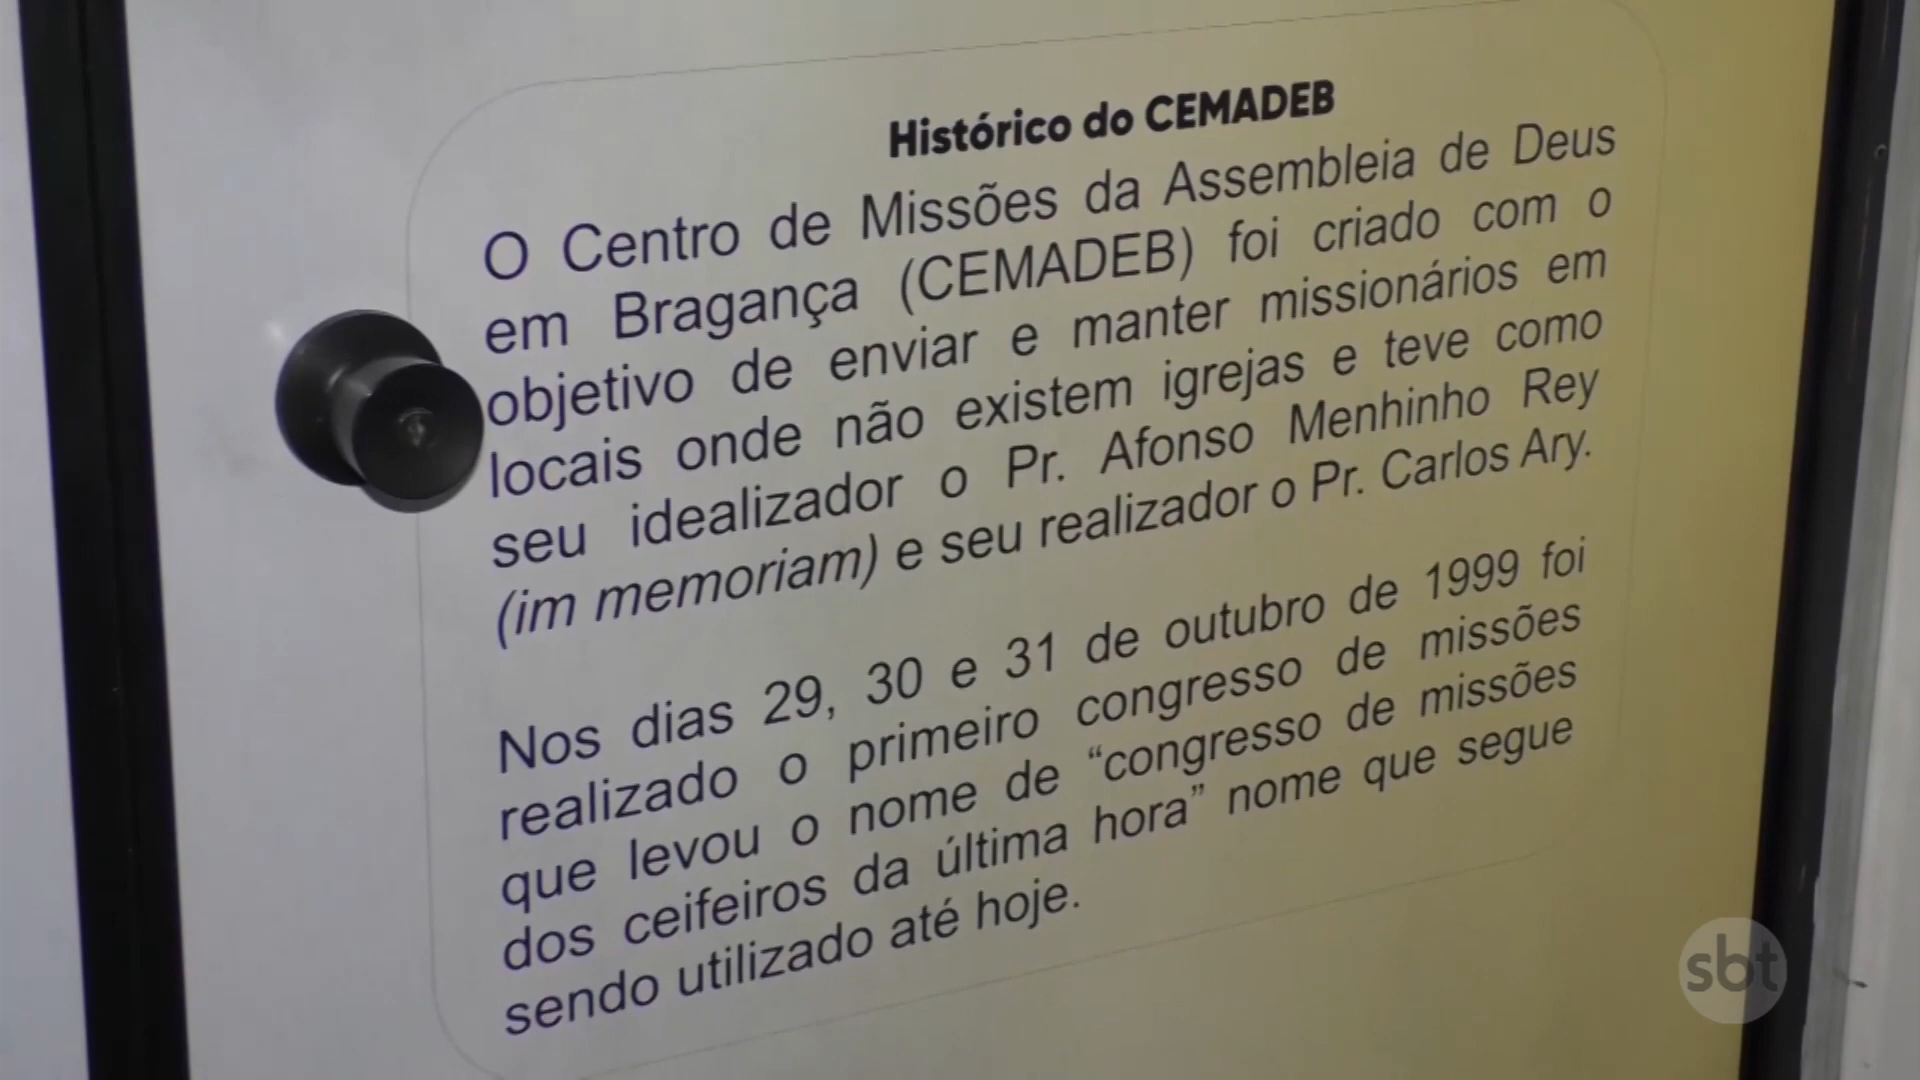 Histórico do CEMADEB
O Centro de Missões da Assembleia de Deus
em Bragança (CEMADEB) foi criado com o
objetivo de enviar e manter missionários em
locais onde não existem igrejas e teve como
seu idealizador o Pr. Afonso Menhinho Rey
(im memoriam) e seu realizador o Pr. Carlos Ary.
Nos dias 29, 30 e 31 de outubro de 1999 foi
realizado o primeiro congresso de missões
que levou o nome de “congresso de missões
dos ceifeiros da última hora” nome que segue
sendo utilizado até hoje.
sbt